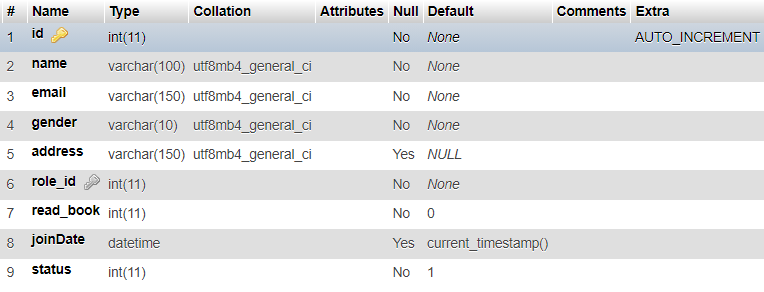 # Name Type Collation Attributes Null Default Comments Extra
1 id int(11) No None AUTO_INCREMENT
2 name varchar(100) utf8mb4_general_ci No None
3 email varchar(150) utf8mb4_general_ci No None
4 gender varchar(10) utf8mb4_general_ci No None
5 address varchar(150) utf8mb4_general_ci Yes NULL
6 role_id int(11) No None
7 read_book int(11) No 0
8 joinDate datetime Yes current_timestamp()
9 status int(11) No 1